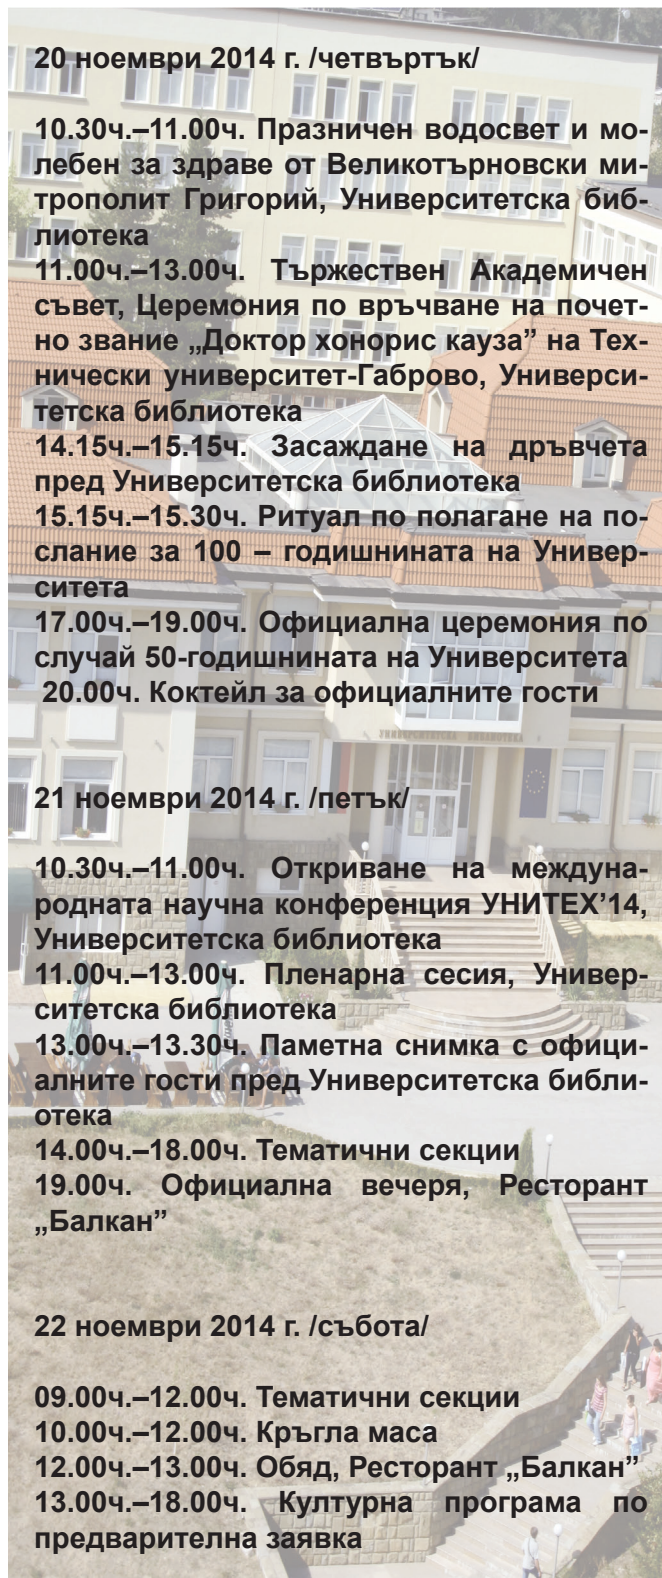 20 ноември 2014 г. /четвъртък/
10.30ч.–11.00ч. Празничен водосвет и мо-
лебен за здраве от Великотърновски ми-
трополит Григорий, Университетска биб-
лиотека
11.00ч.–13.00ч. Тържествен Академичен
съвет, Церемония по връчване на почет-
но звание „Доктор хонорис кауза” на Тех-
нически университет-Габрово, Универси-
тетска библиотека
14.15ч.–15.15ч. Засаждане на дръвчета
пред Университетска библиотека
15.15ч.–15.30ч. Ритуал по полагане на по-
слание за 100 – годишнината на Универ-
ситета
17.00ч.–19.00ч. Официална церемония по
случай 50-годишнината на Университета
20.00ч. Коктейл за официалните гости
УНИВЕРСИТЕТСКА БИБЛИОТЕКА
21 ноември 2014 г. /петък/
10.30ч.–11.00ч. Откриване на междуна-
родната научна конференция УНИТЕХ’14,
Университетска библиотека
11.00ч.–13.00ч. Пленарна сесия, Универ-
ситетска библиотека
13.00ч.–13.30ч. Паметна снимка с офици-
алните гости пред Университетска библи-
отека
14.00ч.–18.00ч. Тематични секции
19.00ч. Официална вечеря, Ресторант
„Балкан”
22 ноември 2014 г. /събота/
09.00ч.–12.00ч. Тематични секции
10.00ч.–12.00ч. Кръгла маса
12.00ч.–13.00ч. Обяд, Ресторант „Балкан”
13.00ч.–18.00ч. Културна програма по
предварителна заявка